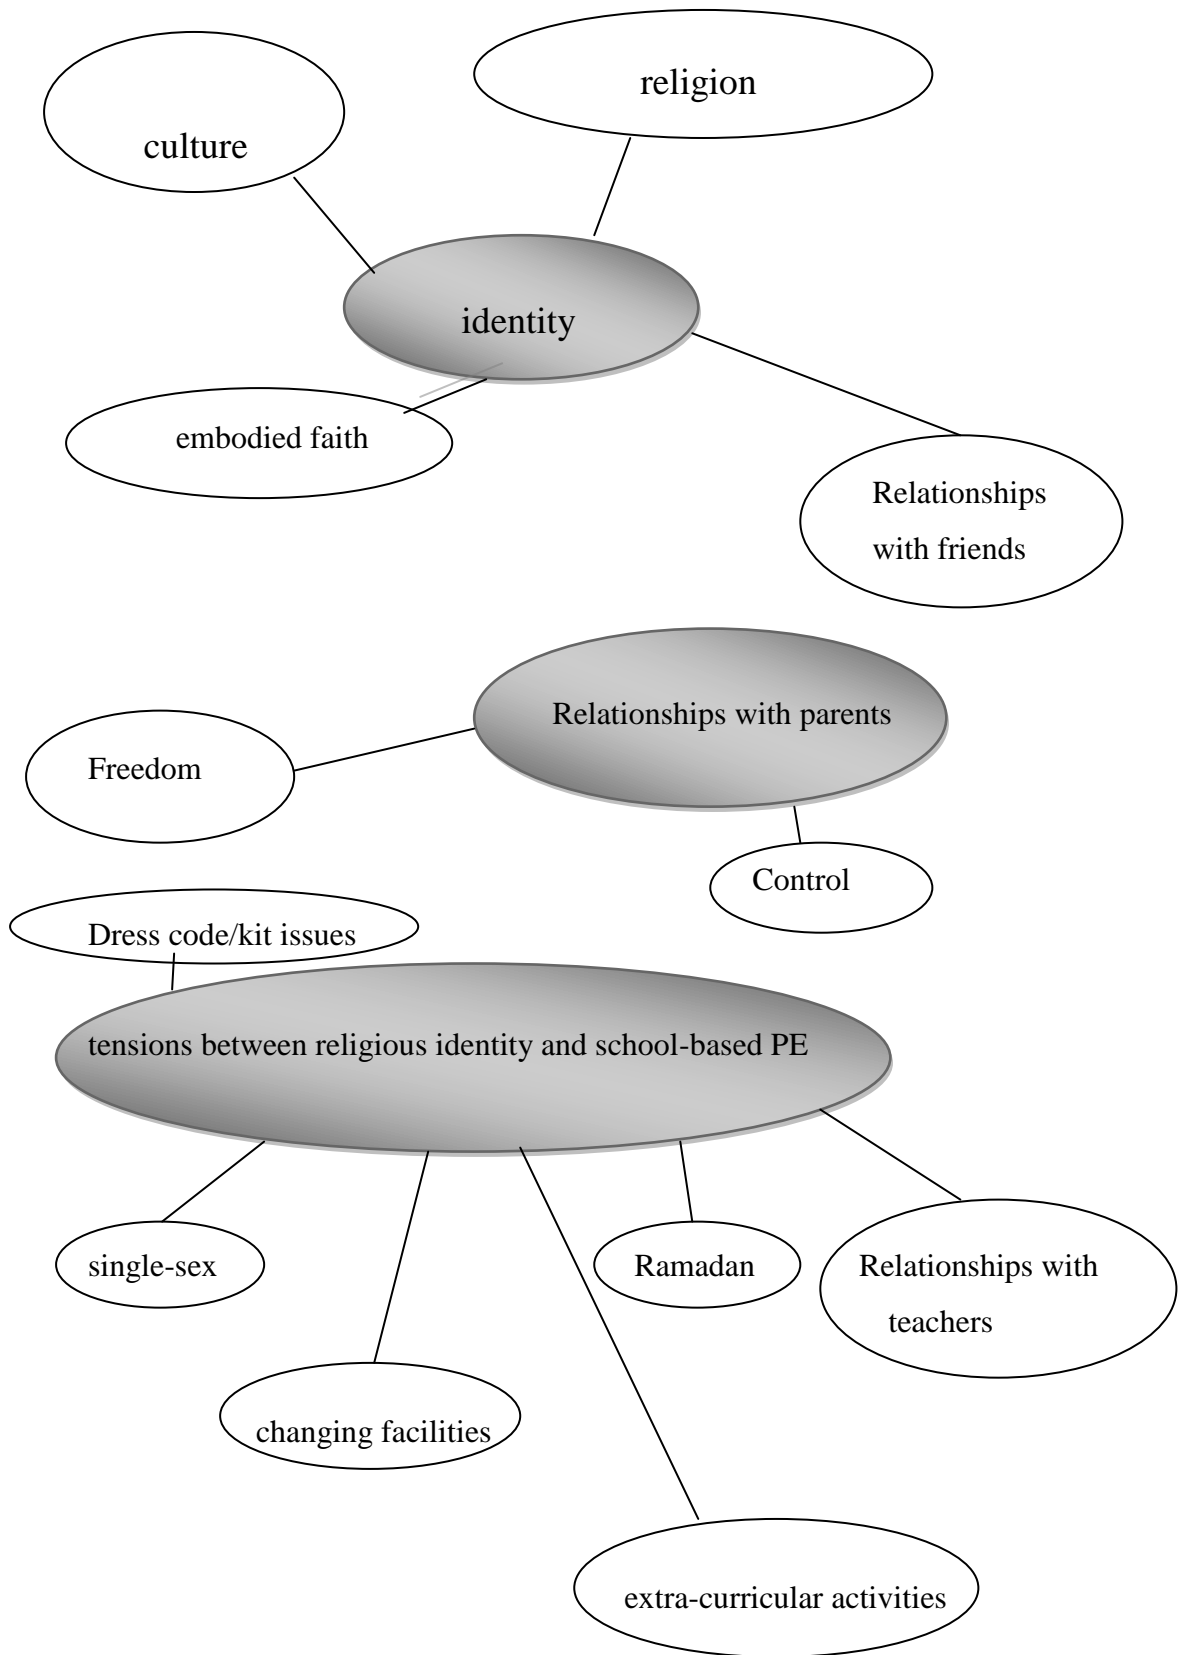 religion
culture
identity
embodied faith
Relationships
with friends
Relationships with parents
Freedom
Control
Dress code/kit issues
tensions between religious identity and school-based PE
single-sex
Ramadan
Relationships with
teachers
changing facilities
extra-curricular activities